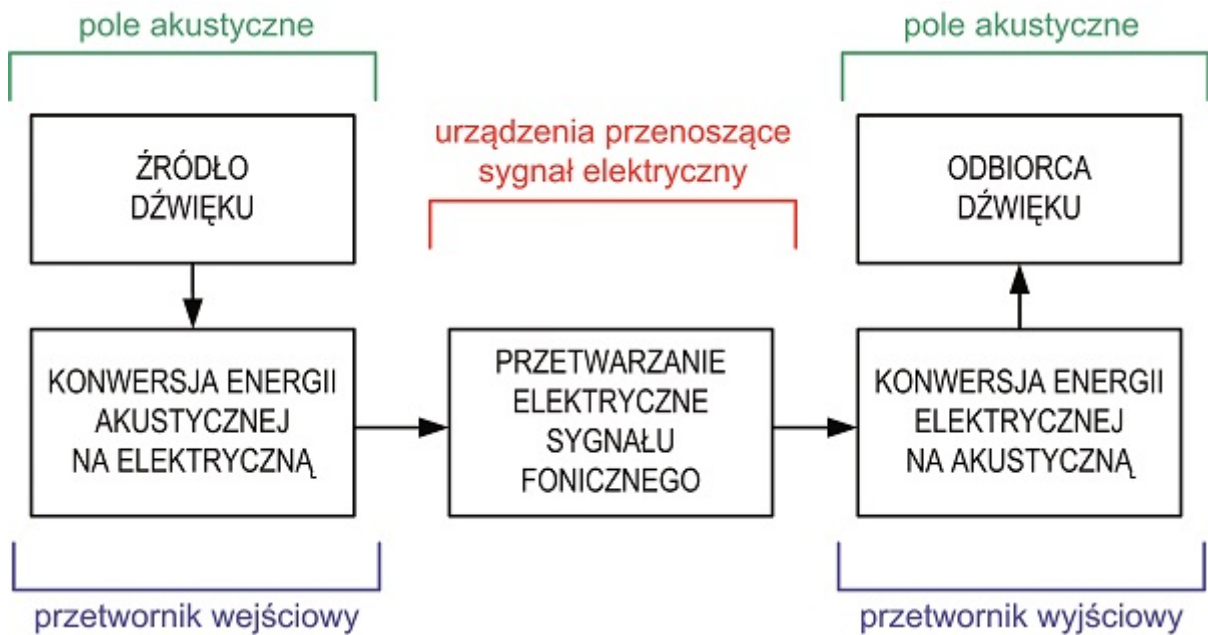 pole akustyczne
pole akustyczne
urządzenia przenoszące
sygnał elektryczny
ŹRÓDŁO
DŹWIĘKU
ODBIORCA
DŹWIĘKU
KONWERSJA ENERGII
AKUSTYCZNEJ
NA ELEKTRYCZNĄ
PRZETWARZANIE
ELEKTRYCZNE
SYGNAŁU
FONICZNEGO
KONWERSJA ENERGII
ELEKTRYCZNEJ
NA AKUSTYCZNĄ
przetwornik wejściowy
przetwornik wyjściowy